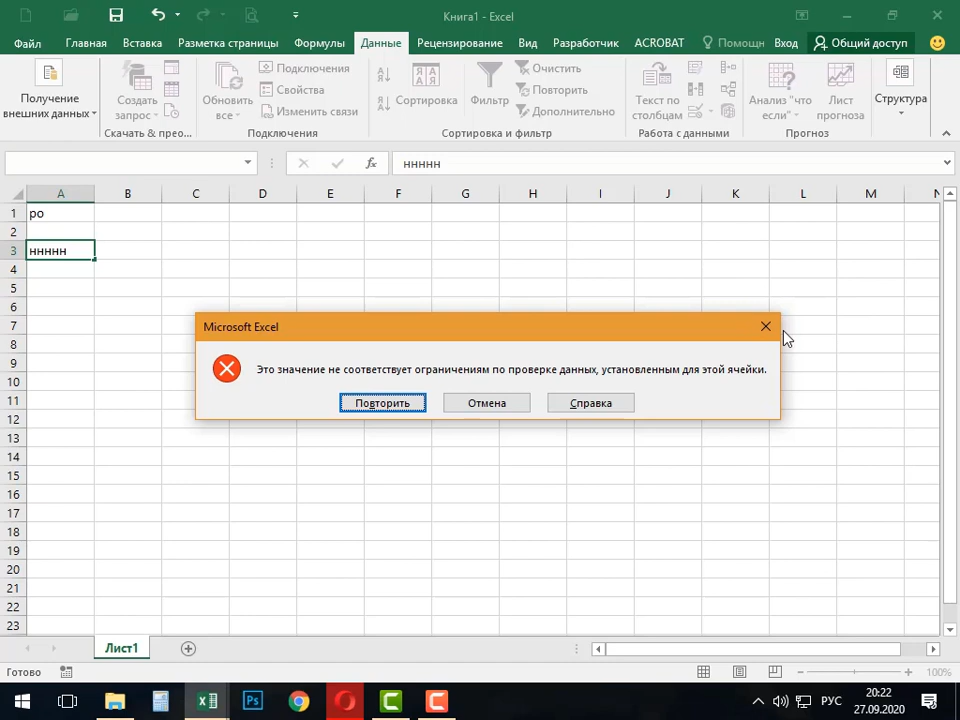 Книга1 - Excel
Файл Главная Вставка Разметка страницы Формулы Данные Рецензирование Вид Разработчик ACROBAT Помощн Вход Общий доступ
Получение внешних данных
Создать запрос
Скачать & прео...
Обновить все
Подключения
Свойства
Изменить связи
Подключения
Сортировка
Фильтр
Очистить
Повторить
Дополнительно
Сортировка и фильтр
Текст по столбцам
Работа с данными
Анализ "что если"
Лист прогноза
Прогноз
Структура
fx ннннн
A B C D E F G H I J K L M N
1 ро
2
3 ннннн
4
5
6
7
8
9
10
11
12
13
14
15
16
17
18
19
20
21
22
23
Microsoft Excel
Это значение не соответствует ограничениям по проверке данных, установленным для этой ячейки.
Повторить Отмена Справка
Лист1
Готово 100%
Ps РУС 20:22
27.09.2020